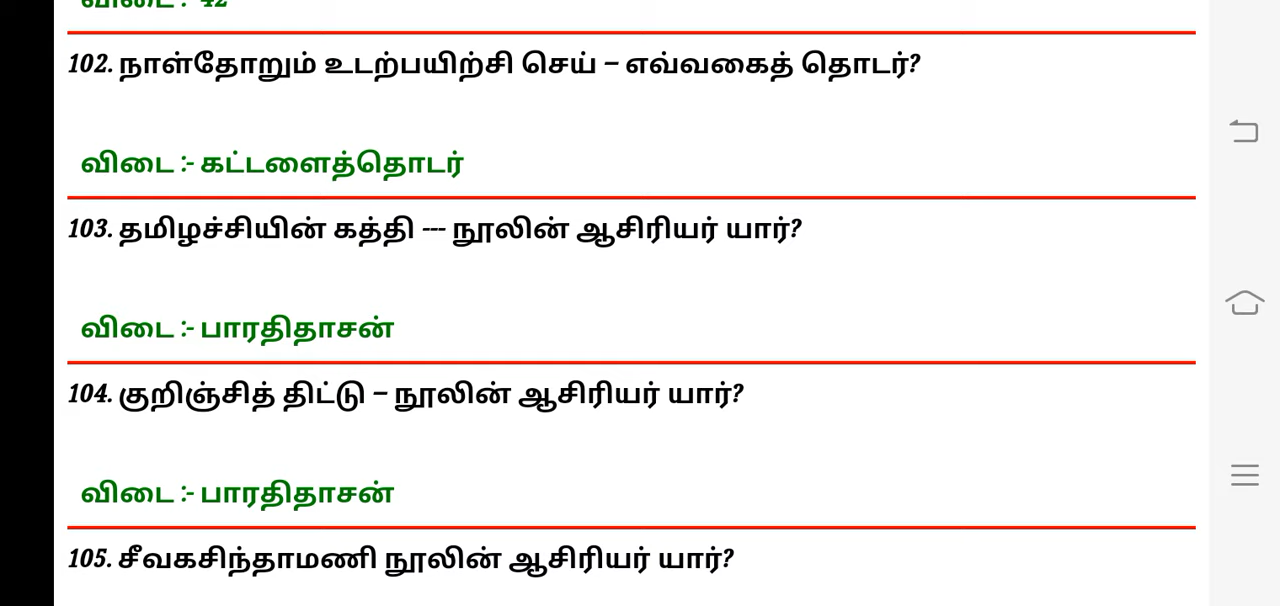 விடை : 42
102. நாள்தோறும் உடற்பயிற்சி செய் – எவ்வகைத் தொடர்?
விடை :- கட்டளைத்தொடர்
103. தமிழச்சியின் கத்தி --- நூலின் ஆசிரியர் யார்?
விடை :- பாரதிதாசன்
104. குறிஞ்சித் திட்டு – நூலின் ஆசிரியர் யார்?
விடை :- பாரதிதாசன்
105. சீவகசிந்தாமணி நூலின் ஆசிரியர் யார்?